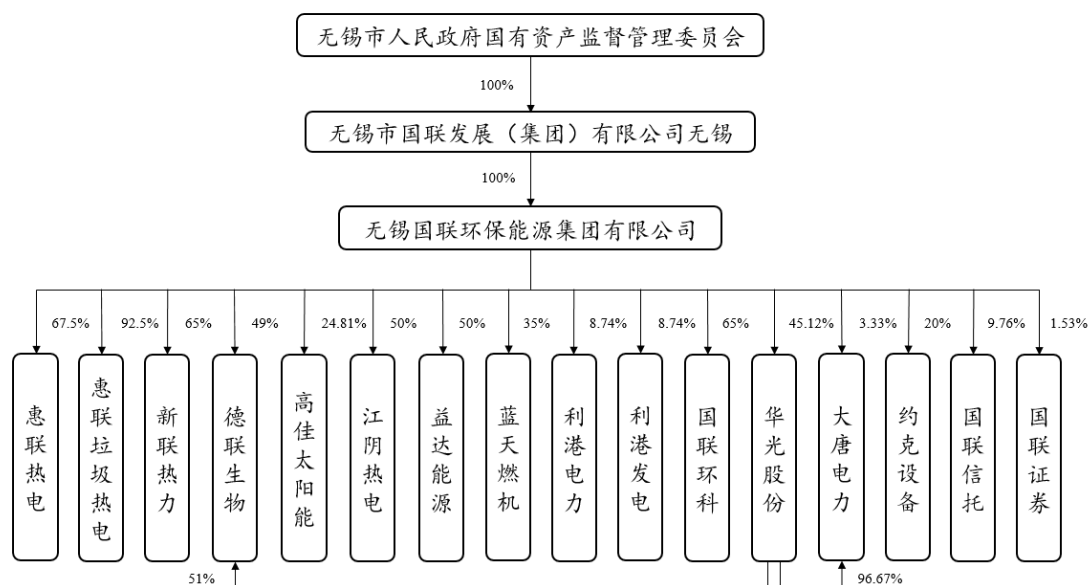 无锡市人民政府国有资产监督管理委员会
100%
无锡市国联发展（集团）有限公司无锡
100%
无锡国联环保能源集团有限公司
67.5%
92.5%
65%
49%
24.81%
50%
50%
35%
8.74%
8.74%
65%
45.12%
3.33%
20%
9.76%
1.53%
惠联热电
惠联垃圾热电
新联热力
德联生物
高佳太阳能
江阴热电
益达能源
蓝天燃机
利港电力
利港发电
国联环科
华光股份
大唐电力
约克设备
国联信托
国联证券
51%
96.67%